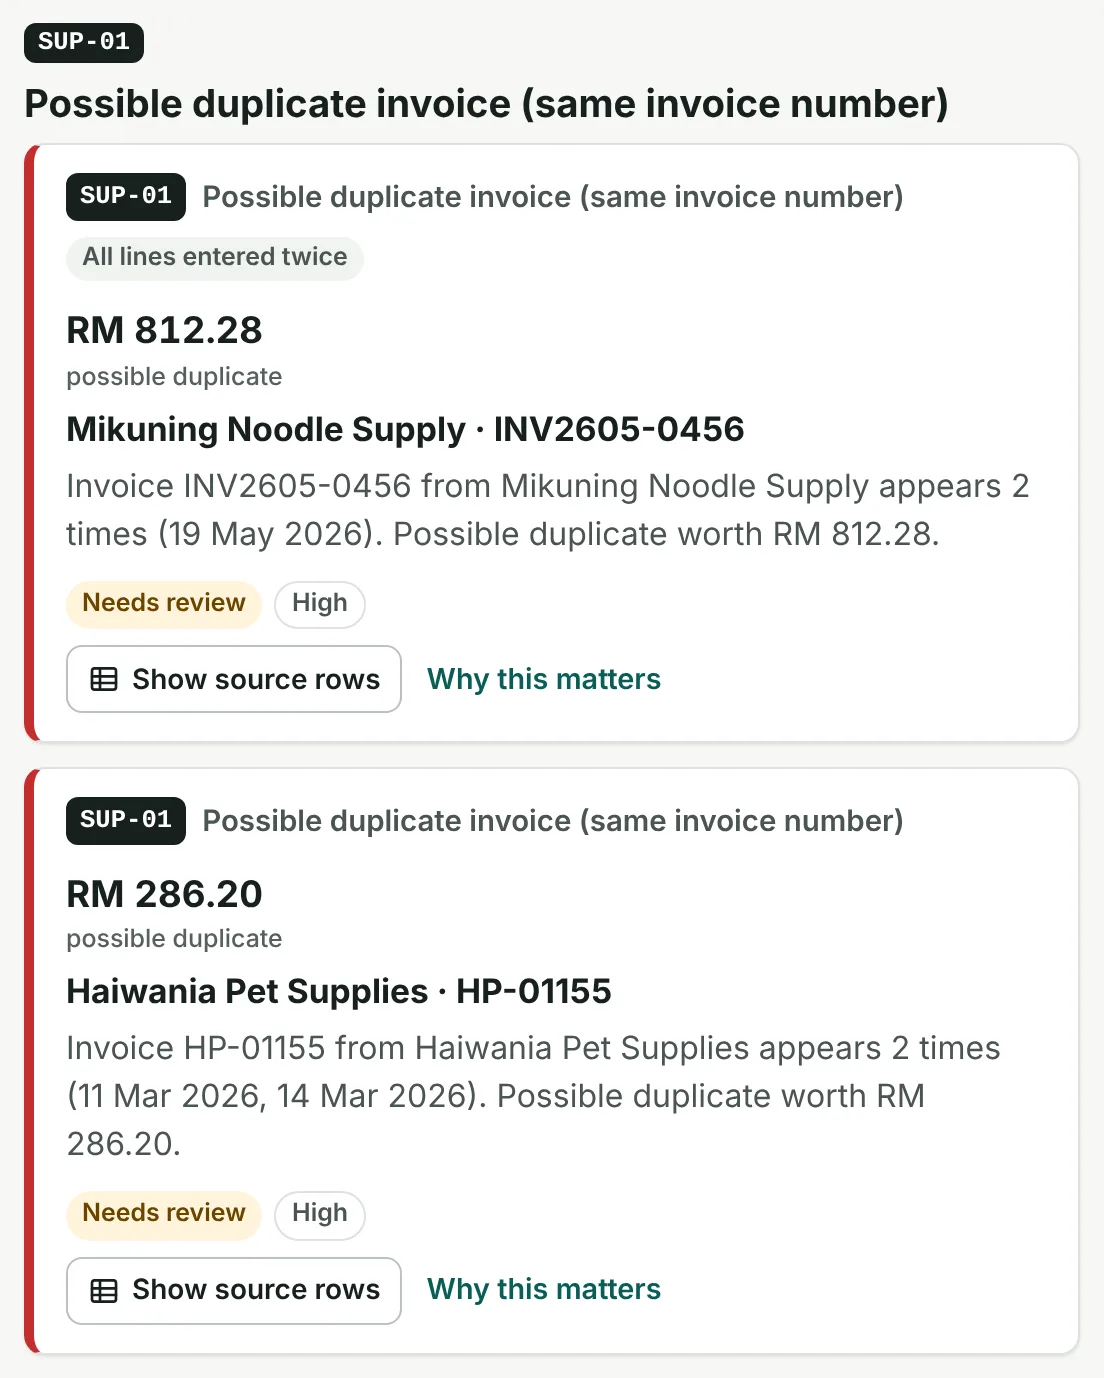 SUP-01
Possible duplicate invoice (same invoice number)
SUP-01 Possible duplicate invoice (same invoice number)
All lines entered twice
RM 812.28
possible duplicate
Mikuning Noodle Supply · INV2605-0456
Invoice INV2605-0456 from Mikuning Noodle Supply appears 2
times (19 May 2026). Possible duplicate worth RM 812.28.
Needs review High
Show source rows Why this matters
SUP-01 Possible duplicate invoice (same invoice number)
RM 286.20
possible duplicate
Haiwania Pet Supplies · HP-01155
Invoice HP-01155 from Haiwania Pet Supplies appears 2 times
(11 Mar 2026, 14 Mar 2026). Possible duplicate worth RM
286.20.
Needs review High
Show source rows Why this matters